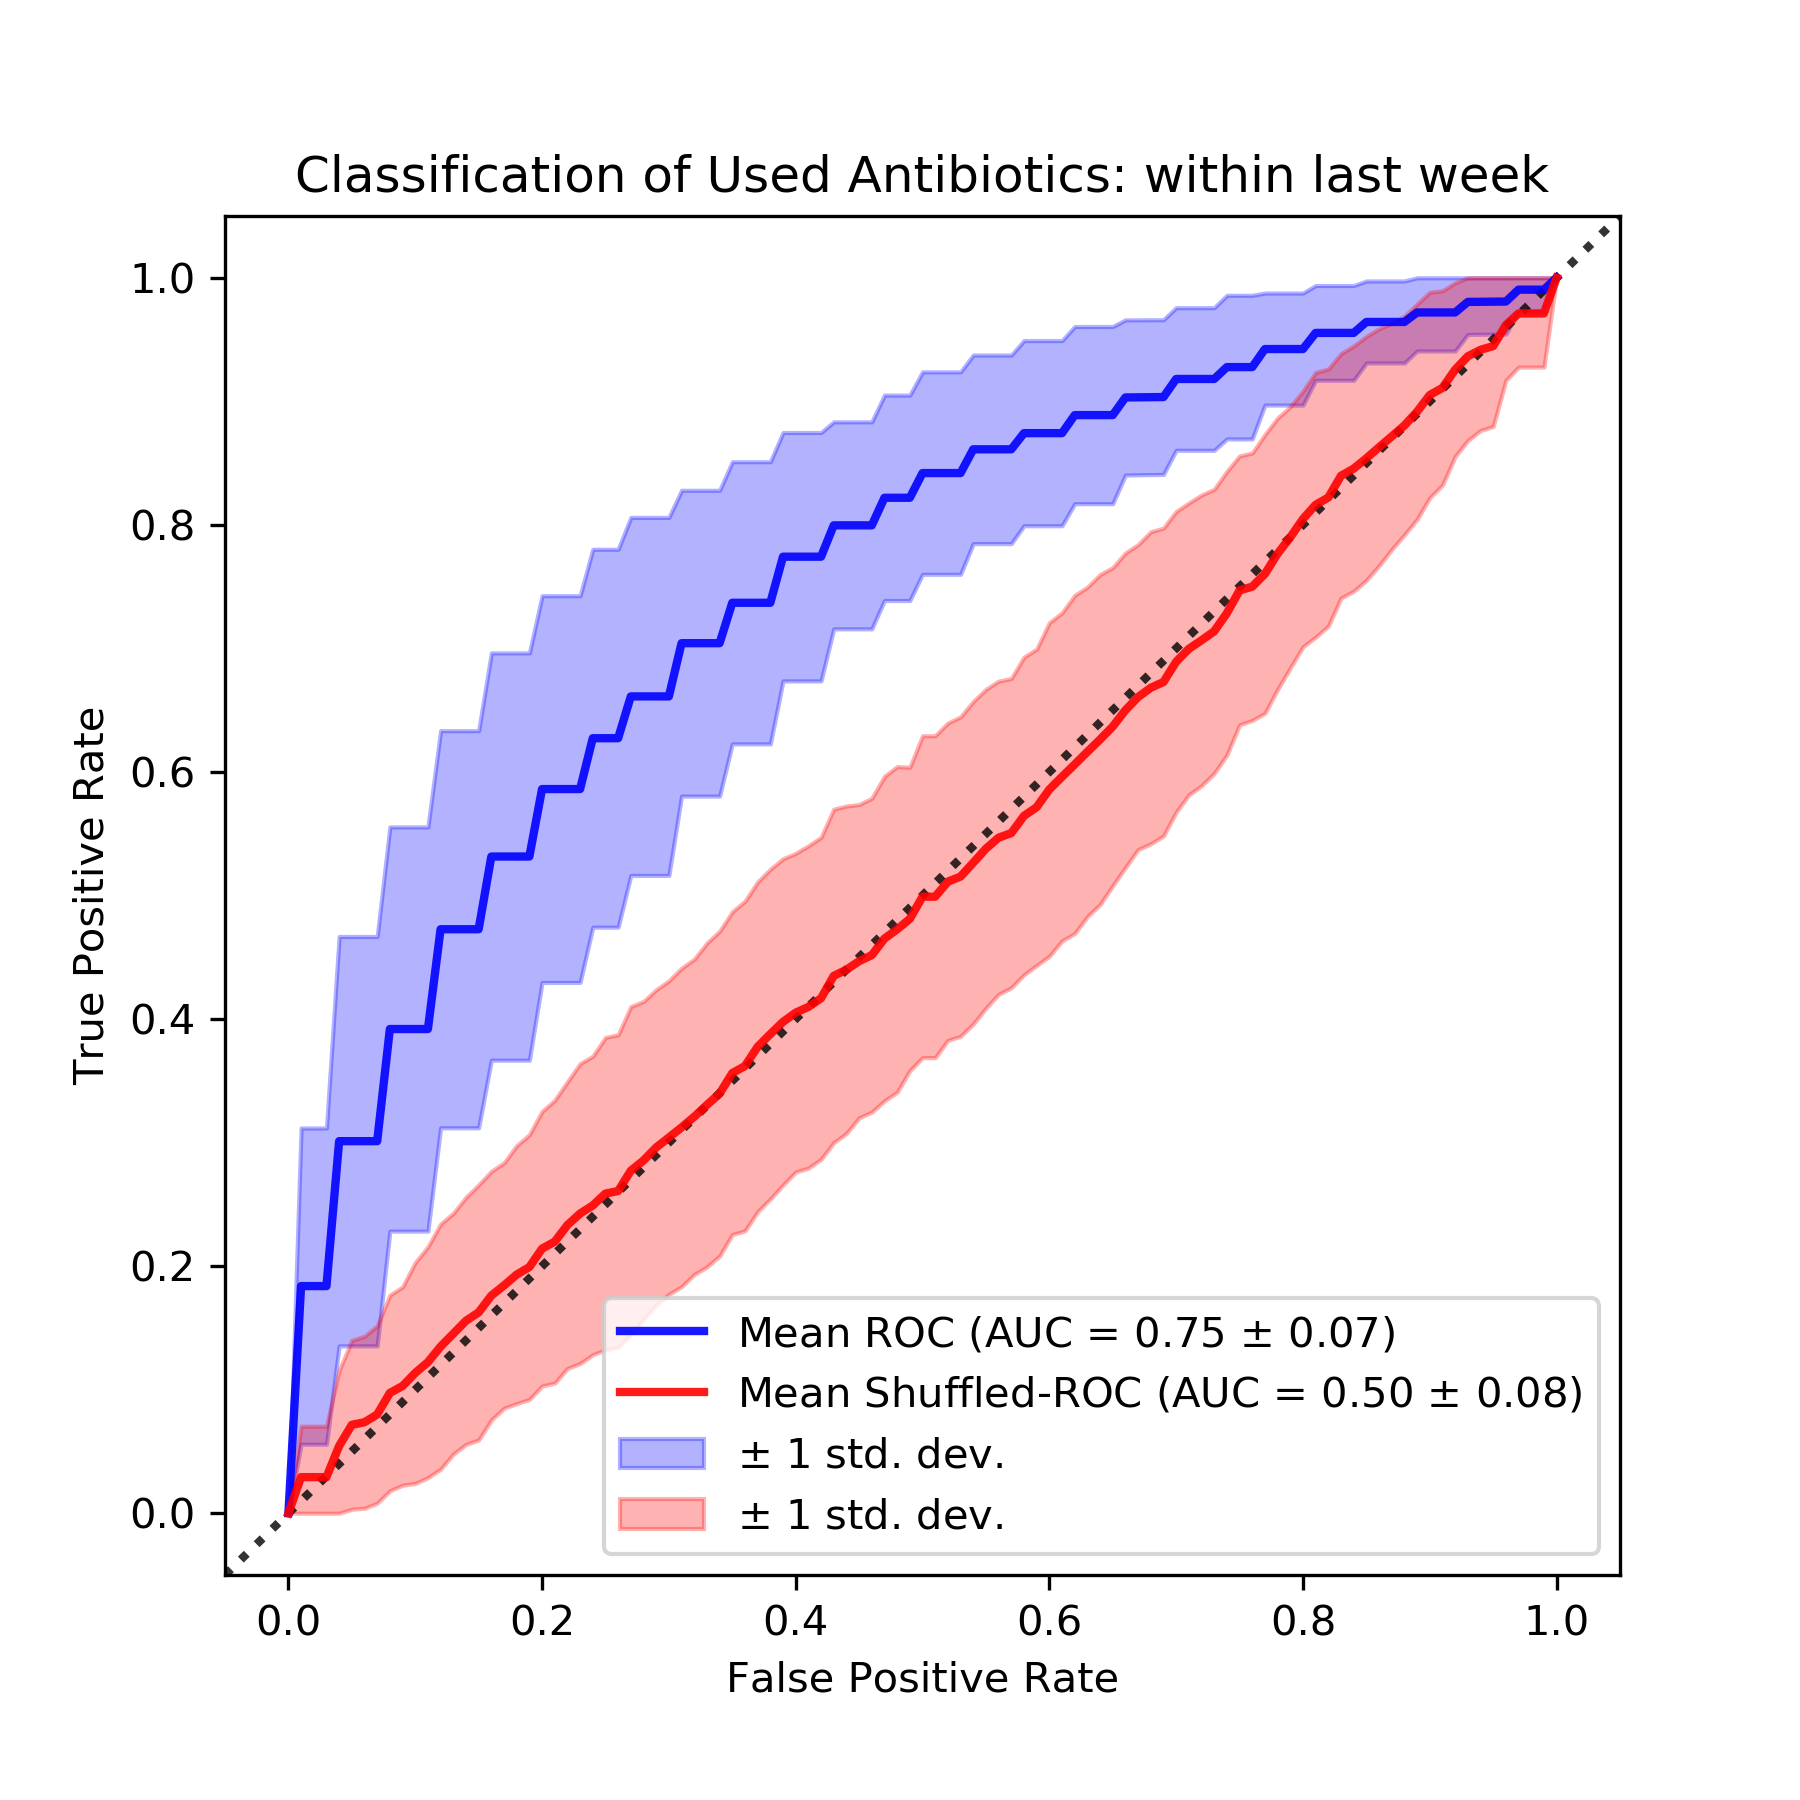 Classification of Used Antibiotics: within last week
True Positive Rate
1.0
0.8
0.6
0.4
0.2
0.0
Mean ROC (AUC = 0.75 ± 0.07)
Mean Shuffled-ROC (AUC = 0.50 ± 0.08)
± 1 std. dev.
± 1 std. dev.
0.0 0.2 0.4 0.6 0.8 1.0
False Positive Rate